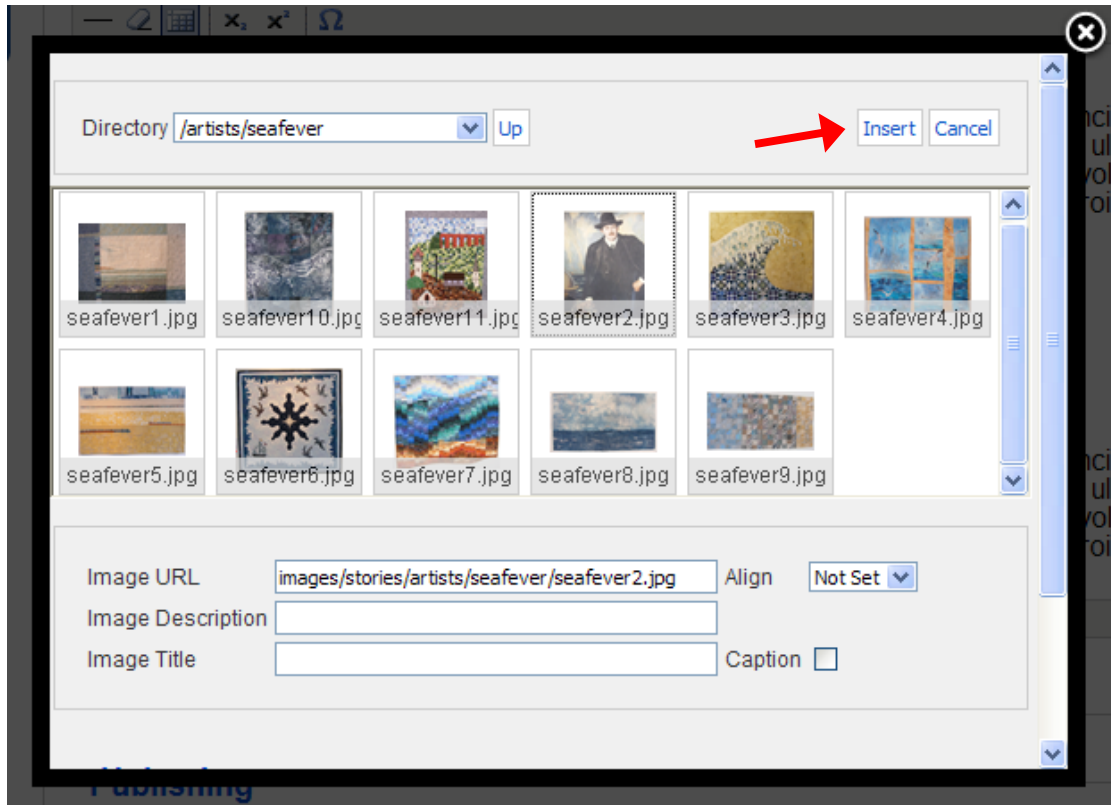 x₂ x² Ω
Directory /artists/seafever Up Insert Cancel
seafever1.jpg seafever10.jpg seafever11.jpg seafever2.jpg seafever3.jpg seafever4.jpg
seafever5.jpg seafever6.jpg seafever7.jpg seafever8.jpg seafever9.jpg
Image URL images/stories/artists/seafever/seafever2.jpg Align Not Set
Image Description
Image Title Caption
Publishing